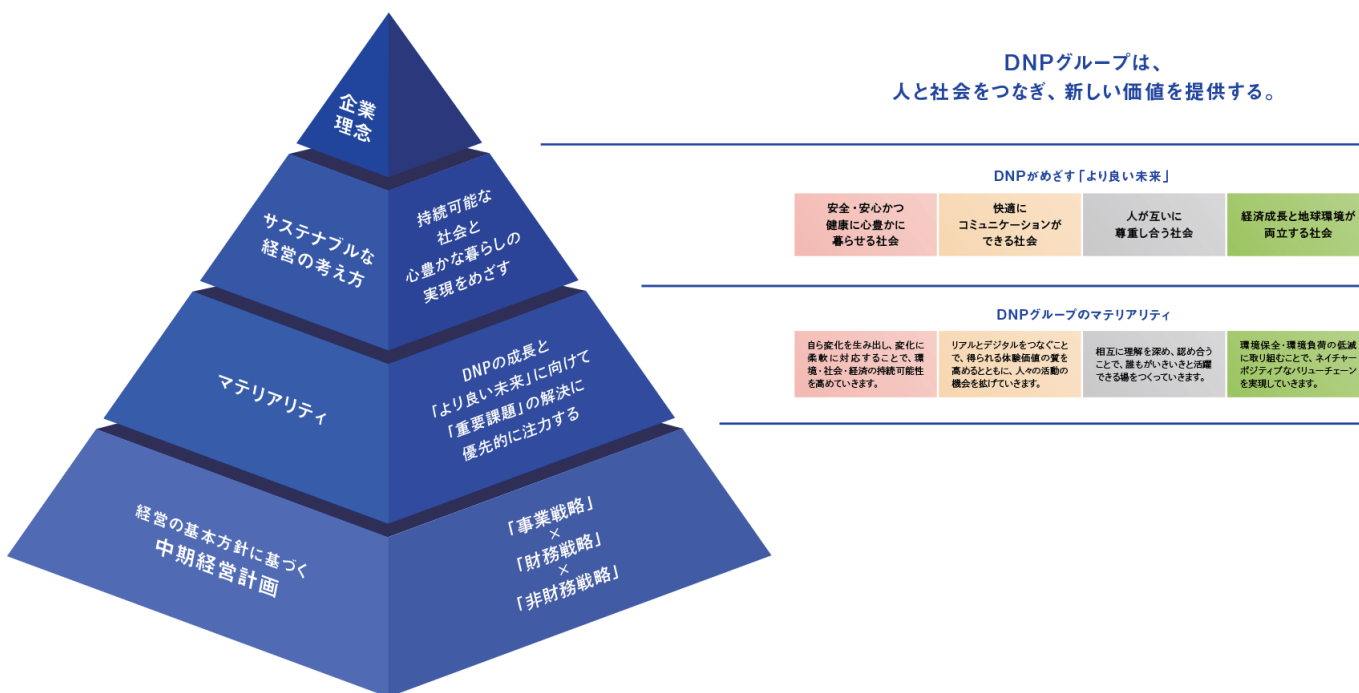 企業
理念
DNPグループは、
人と社会をつなぎ、新しい価値を提供する。
サステナブルな
経営の考え方
持続可能な
社会と
心豊かな暮らしの
実現をめざす
DNPがめざす「より良い未来」
安全・安心かつ
健康に心豊かに
暮らせる社会
快適に
コミュニケーションが
できる社会
人が互いに
尊重し合う社会
経済成長と地球環境が
両立する社会
マテリアリティ
DNPの成長と
「より良い未来」に向けて
「重要課題」の解決に
優先的に注力する
DNPグループのマテリアリティ
自ら変化を生み出し、変化に
柔軟に対応することで、環
境・社会・経済の持続可能性
を高めていきます。
リアルとデジタルをつなぐこと
で、得られる体験価値の質を
高めるとともに、人々の活動の
機会を拡げていきます。
相互に理解を深め、認め合う
ことで、誰もがいきいきと活躍
できる場をつくっていきます。
環境保全・環境負荷の低減
に取り組むことで、ネイチャー
ポジティブなバリューチェーン
を実現していきます。
経営の基本方針に基づく
中期経営計画
「事業戦略」
×
「財務戦略」
×
「非財務戦略」